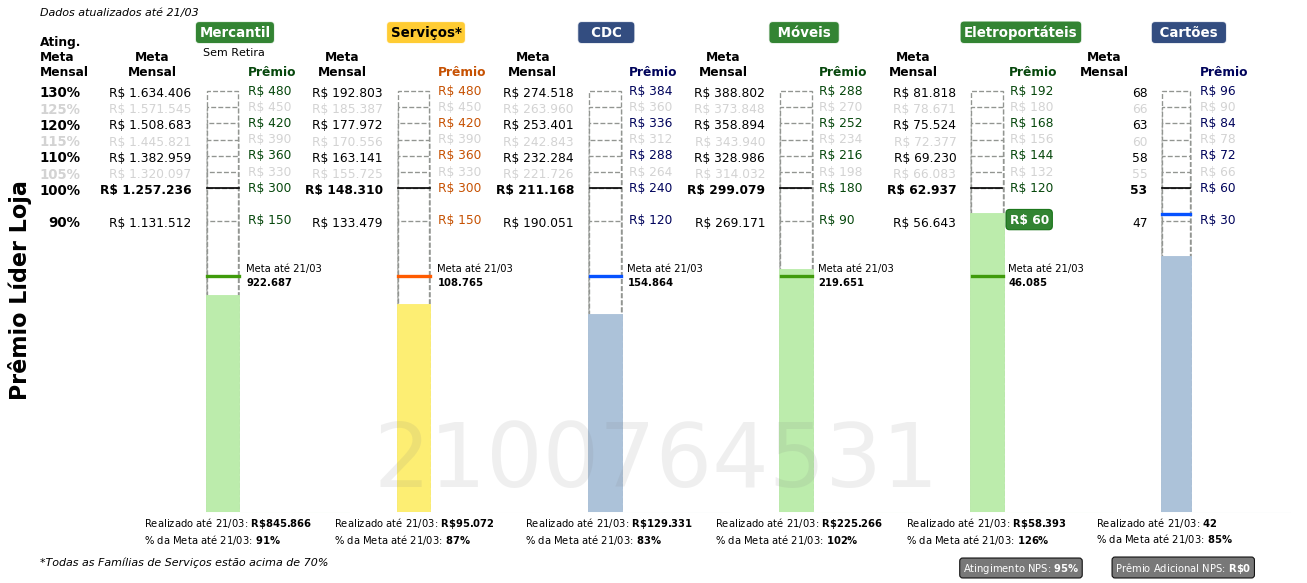 Dados atualizados até 21/03
Mercantil Serviços* CDC Móveis Eletroportáteis Cartões
Sem Retira
Ating. Meta Mensal Meta Mensal Prêmio Meta Mensal Prêmio Meta Mensal Prêmio Meta Mensal Prêmio Meta Mensal Prêmio Meta Mensal Prêmio
130% R$ 1.634.406 R$ 480 R$ 192.803 R$ 480 R$ 274.518 R$ 384 R$ 388.802 R$ 288 R$ 81.818 R$ 192 68 R$ 96
125% R$ 1.571.545 R$ 450 R$ 185.387 R$ 450 R$ 263.960 R$ 360 R$ 373.848 R$ 270 R$ 78.671 R$ 180 66 R$ 90
120% R$ 1.508.683 R$ 420 R$ 177.972 R$ 420 R$ 253.401 R$ 336 R$ 358.894 R$ 252 R$ 75.524 R$ 168 63 R$ 84
115% R$ 1.445.821 R$ 390 R$ 170.556 R$ 390 R$ 242.843 R$ 312 R$ 343.940 R$ 234 R$ 72.377 R$ 156 60 R$ 78
110% R$ 1.382.959 R$ 360 R$ 163.141 R$ 360 R$ 232.284 R$ 288 R$ 328.986 R$ 216 R$ 69.230 R$ 144 58 R$ 72
105% R$ 1.320.097 R$ 330 R$ 155.725 R$ 330 R$ 221.726 R$ 264 R$ 314.032 R$ 198 R$ 66.083 R$ 132 55 R$ 66
100% R$ 1.257.236 R$ 300 R$ 148.310 R$ 300 R$ 211.168 R$ 240 R$ 299.079 R$ 180 R$ 62.937 R$ 120 53 R$ 60
90% R$ 1.131.512 R$ 150 R$ 133.479 R$ 150 R$ 190.051 R$ 120 R$ 269.171 R$ 90 R$ 56.643 R$ 60 47 R$ 30
Meta até 21/03 Meta até 21/03 Meta até 21/03 Meta até 21/03 Meta até 21/03
922.687 108.765 154.864 219.651 46.085
Prêmio Líder Loja
2100764531
Realizado até 21/03: R$845.866 Realizado até 21/03: R$95.072 Realizado até 21/03: R$129.331 Realizado até 21/03: R$225.266 Realizado até 21/03: R$58.393 Realizado até 21/03: 42
% da Meta até 21/03: 91% % da Meta até 21/03: 87% % da Meta até 21/03: 83% % da Meta até 21/03: 102% % da Meta até 21/03: 126% % da Meta até 21/03: 85%
*Todas as Famílias de Serviços estão acima de 70%
Atingimento NPS: 95% Prêmio Adicional NPS: R$0